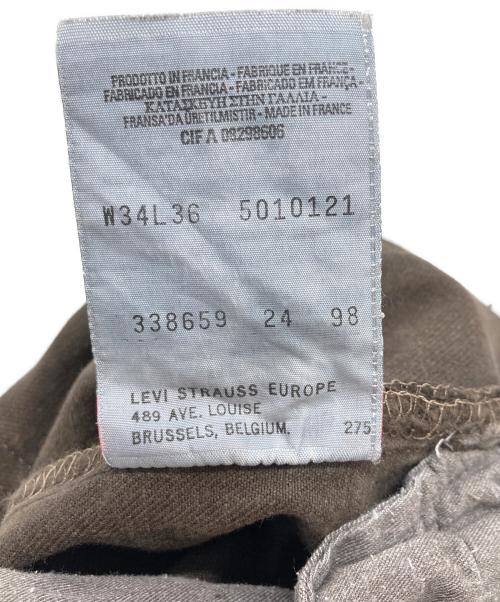 PRODOTTO IN FRANCIA - FABRIQUE EN FRANCE-
FABRICADO EN FRANCIA - FABRICADO EM FRANÇA-
ΚΑΤΑΣΚΕΥΗ ΣΤΗΝ ΓΑΛΛΙΑ -
FRANSA'DA ÜRETILMISTIR - MADE IN FRANCE
CIF A 08298606
W34L36 5010121
338659 24 98
LEVI STRAUSS EUROPE
489 AVE. LOUISE
BRUSSELS, BELGIUM. 275